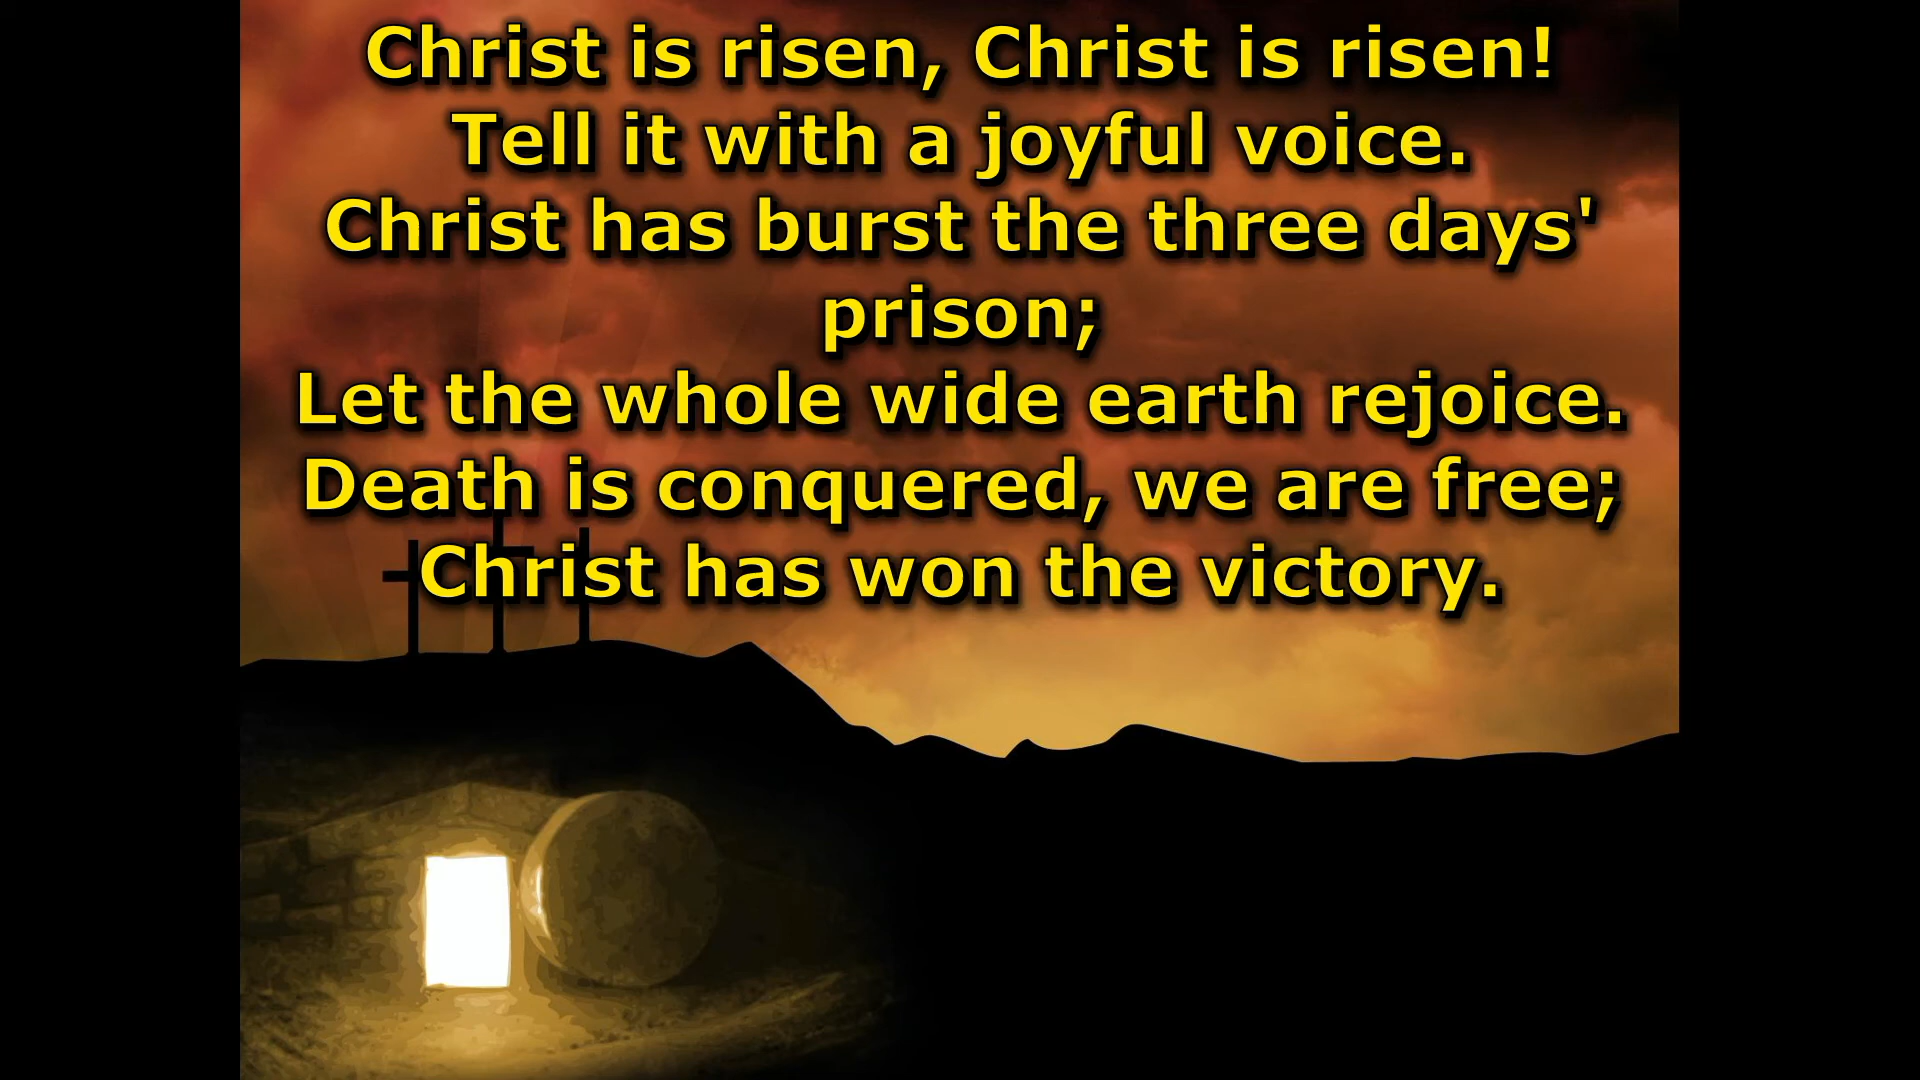 Christ is risen, Christ is risen!
Tell it with a joyful voice.
Christ has burst the three days'
prison;
Let the whole wide earth rejoice.
Death is conquered, we are free;
Christ has won the victory.